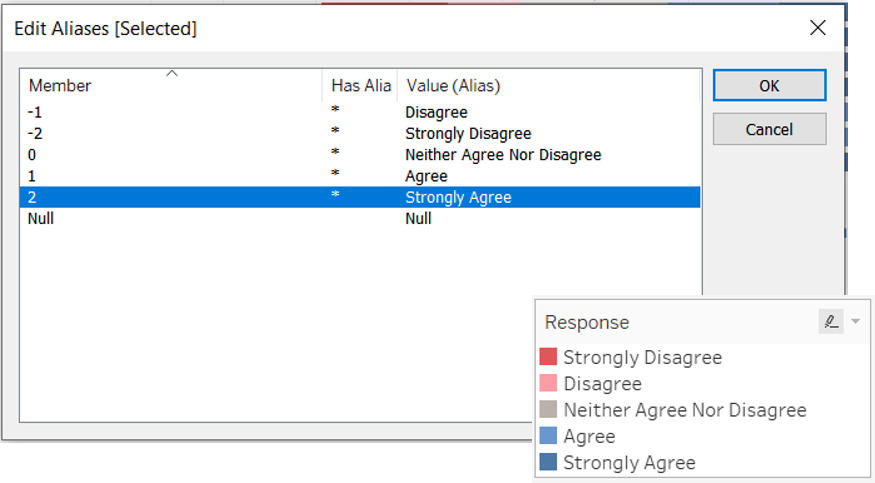 Edit Aliases [Selected]
Member Has Alia Value (Alias)
-1 * Disagree
-2 * Strongly Disagree
0 * Neither Agree Nor Disagree
1 * Agree
2 * Strongly Agree
Null Null
OK
Cancel
Response
Strongly Disagree
Disagree
Neither Agree Nor Disagree
Agree
Strongly Agree